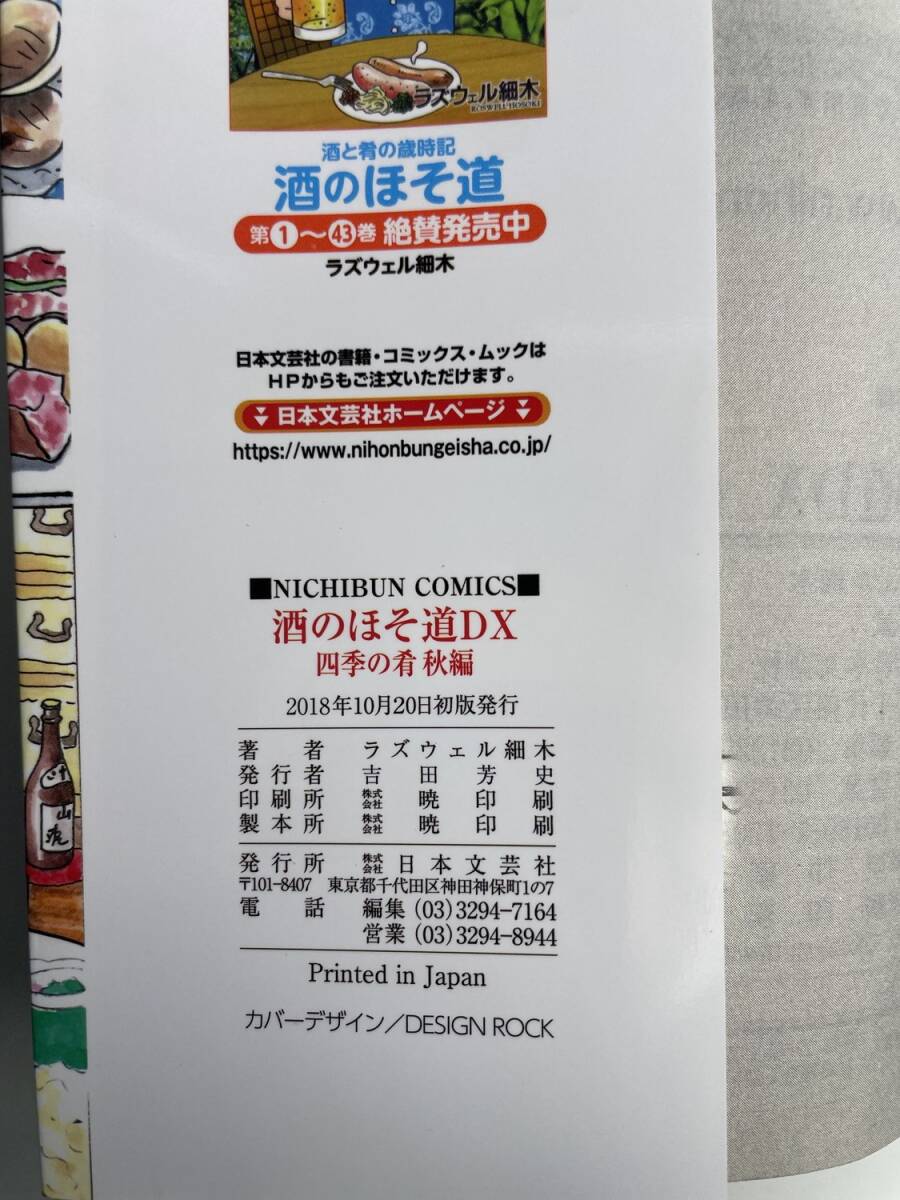 ラズウェル細木
ROSWELL HOSOKI
酒と肴の歳時記
酒のほそ道
第1〜43巻 絶賛発売中
ラズウェル細木
日本文芸社の書籍・コミックス・ムックは
HPからもご注文いただけます。
日本文芸社ホームページ
https://www.nihonbungeisha.co.jp/
■NICHIBUN COMICS■
酒のほそ道DX
四季の肴 秋編
2018年10月20日初版発行
著者 ラズウェル細木
発行者 吉田芳史
印刷所 株式会社 暁印刷
製本所 株式会社 暁印刷
発行所 株式会社 日本文芸社
〒101-8407 東京都千代田区神田神保町1の7
電話 編集 (03)3294-7164
営業 (03)3294-8944
Printed in Japan
カバーデザイン/DESIGN ROCK